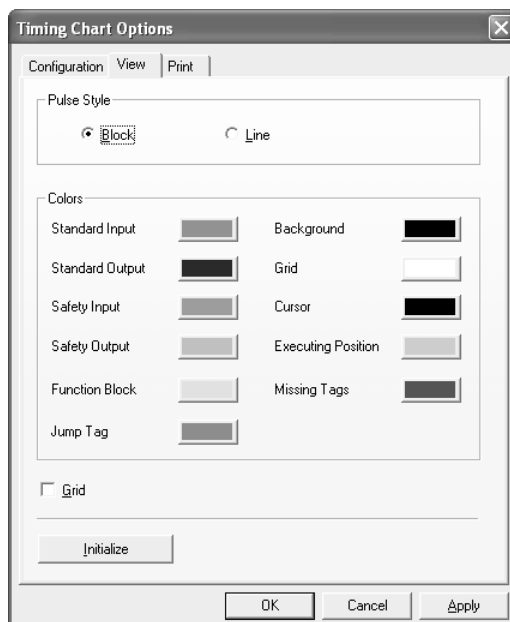 Timing Chart Options
Configuration View Print
Pulse Style
Block Line
Colors
Standard Input Background
Standard Output Grid
Safety Input Cursor
Safety Output Executing Position
Function Block Missing Tags
Jump Tag
Grid
Initialize
OK Cancel Apply